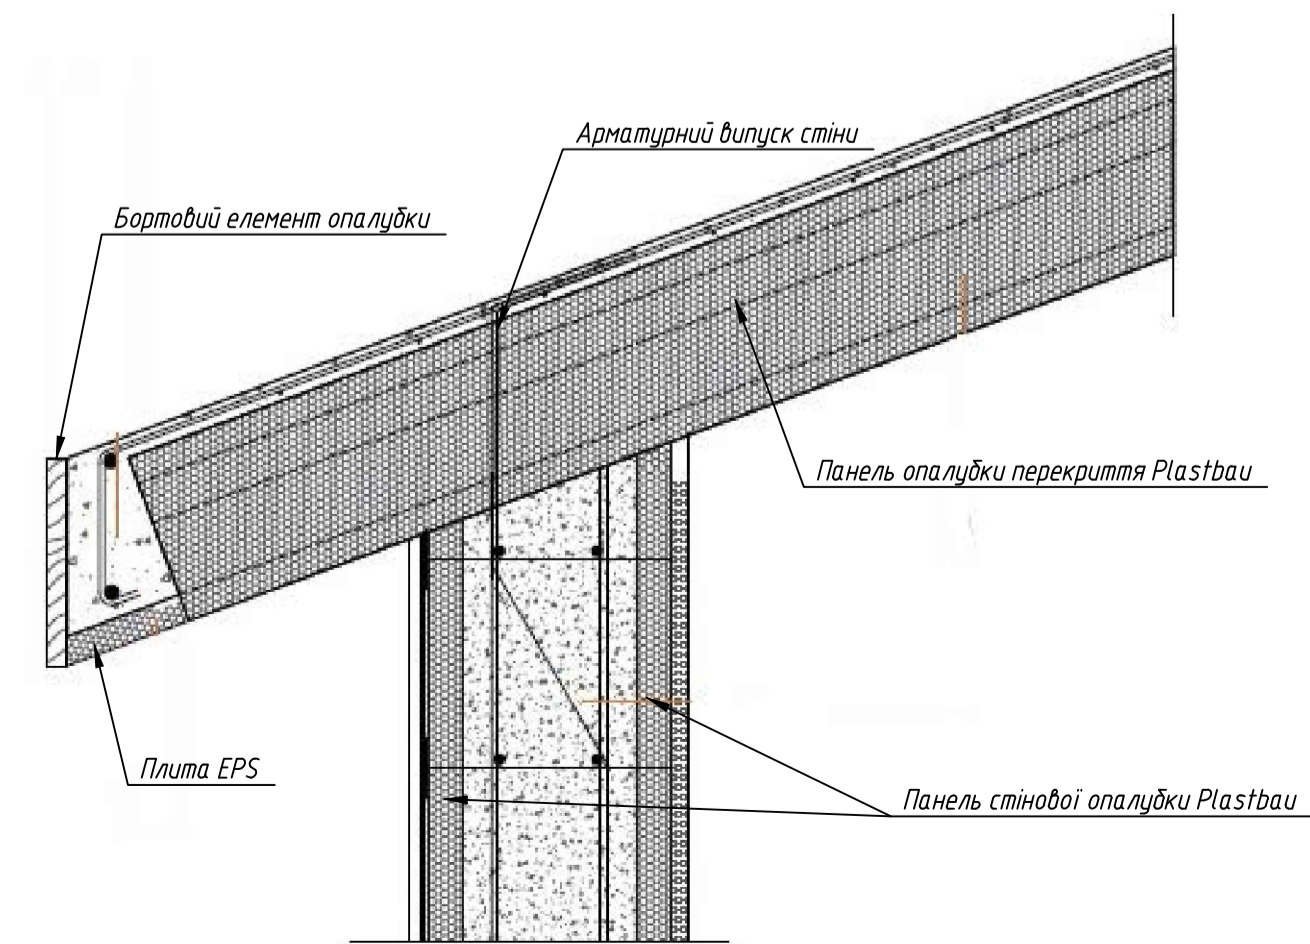 Арматурний випуск стіни
Бортовий елемент опалубки
Панель опалубки перекриття Plastbau
Плита EPS
Панель стінової опалубки Plastbau